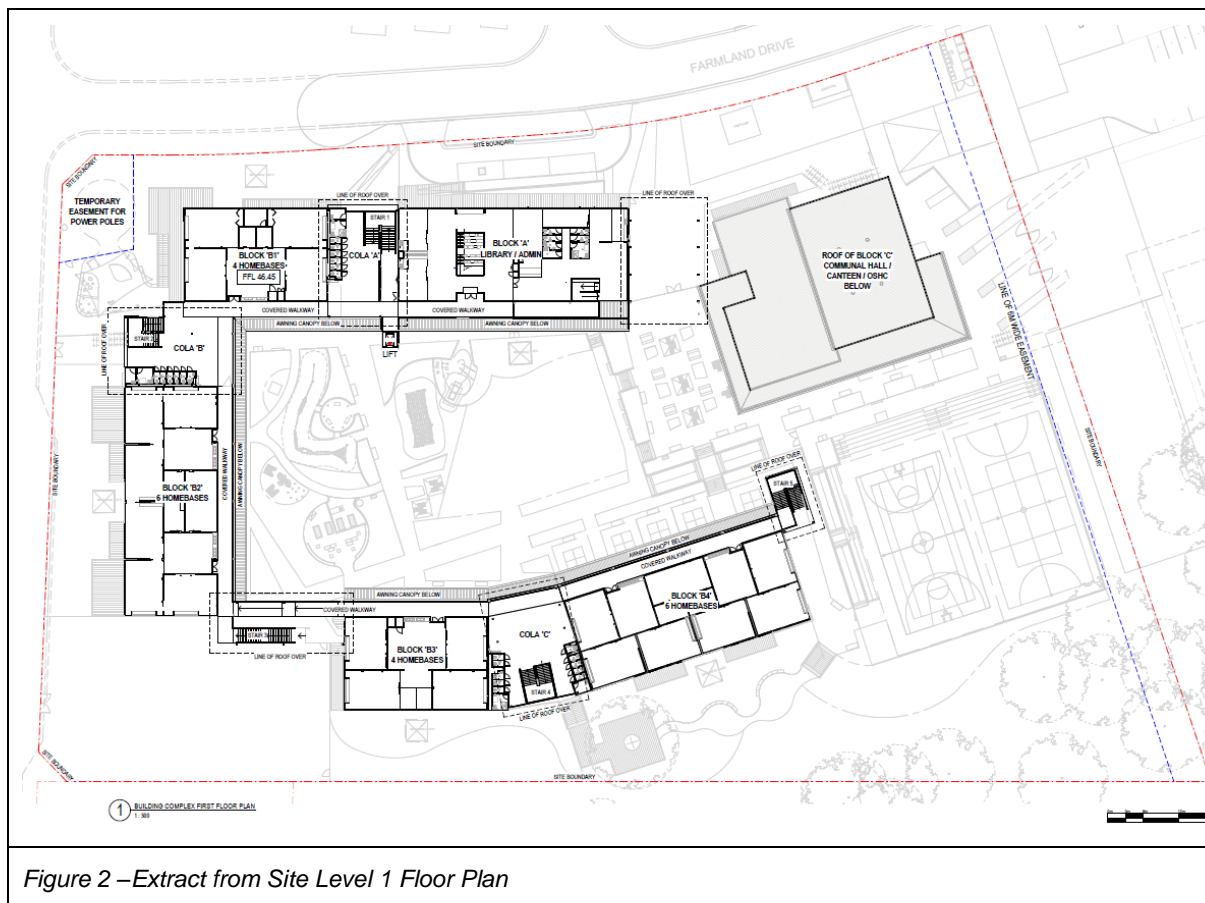 FARMLAND DRIVE
SITE BOUNDARY
SITE BOUNDARY
TEMPORARY
EASEMENT FOR
POWER POLES
LINE OF ROOF OVER
LINE OF ROOF OVER
STAIR 1
BLOCK 'B1'
4 HOMEBASES
FFL 46.45
COLA 'A'
BLOCK 'A'
LIBRARY / ADMIN
ROOF OF BLOCK 'C'
COMMUNAL HALL /
CANTEEN / OSHC
BELOW
LINE OF 6M WIDE EASEMENT
COVERED WALKWAY
COVERED WALKWAY
AWNING CANOPY BELOW
AWNING CANOPY BELOW
LIFT
LINE OF ROOF OVER
STAIR 2
COLA 'B'
SITE BOUNDARY
COVERED WALKWAY
AWNING CANOPY BELOW
BLOCK 'B2'
6 HOMEBASES
SITE BOUNDARY
LINE OF ROOF OVER
STAIR 5
AWNING CANOPY BELOW
COVERED WALKWAY
AWNING CANOPY BELOW
COVERED WALKWAY
STAIR 3
LINE OF ROOF OVER
BLOCK 'B3'
4 HOMEBASES
COLA 'C'
STAIR 4
LINE OF ROOF OVER
BLOCK 'B4'
6 HOMEBASES
SITE BOUNDARY
SITE BOUNDARY
1
BUILDING COMPLEX FIRST FLOOR PLAN
1 : 300
Figure 2 –Extract from Site Level 1 Floor Plan